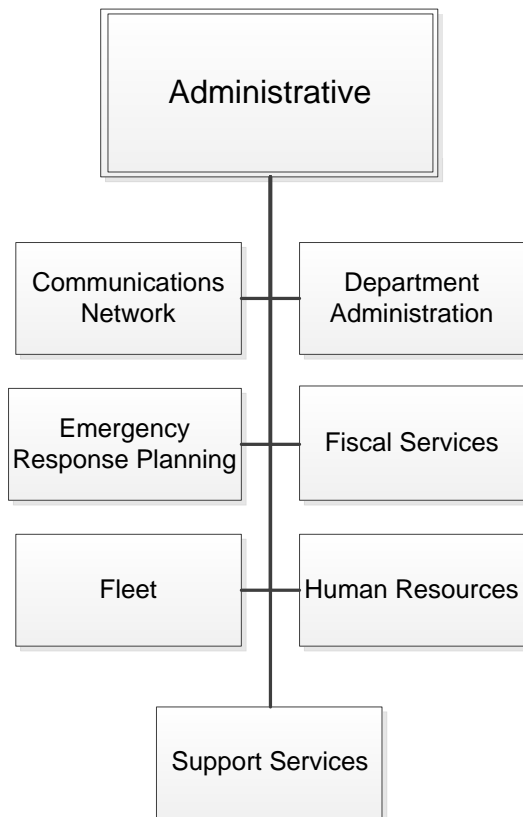 Administrative
Communications
Network
Department
Administration
Emergency
Response Planning
Fiscal Services
Fleet
Human Resources
Support Services